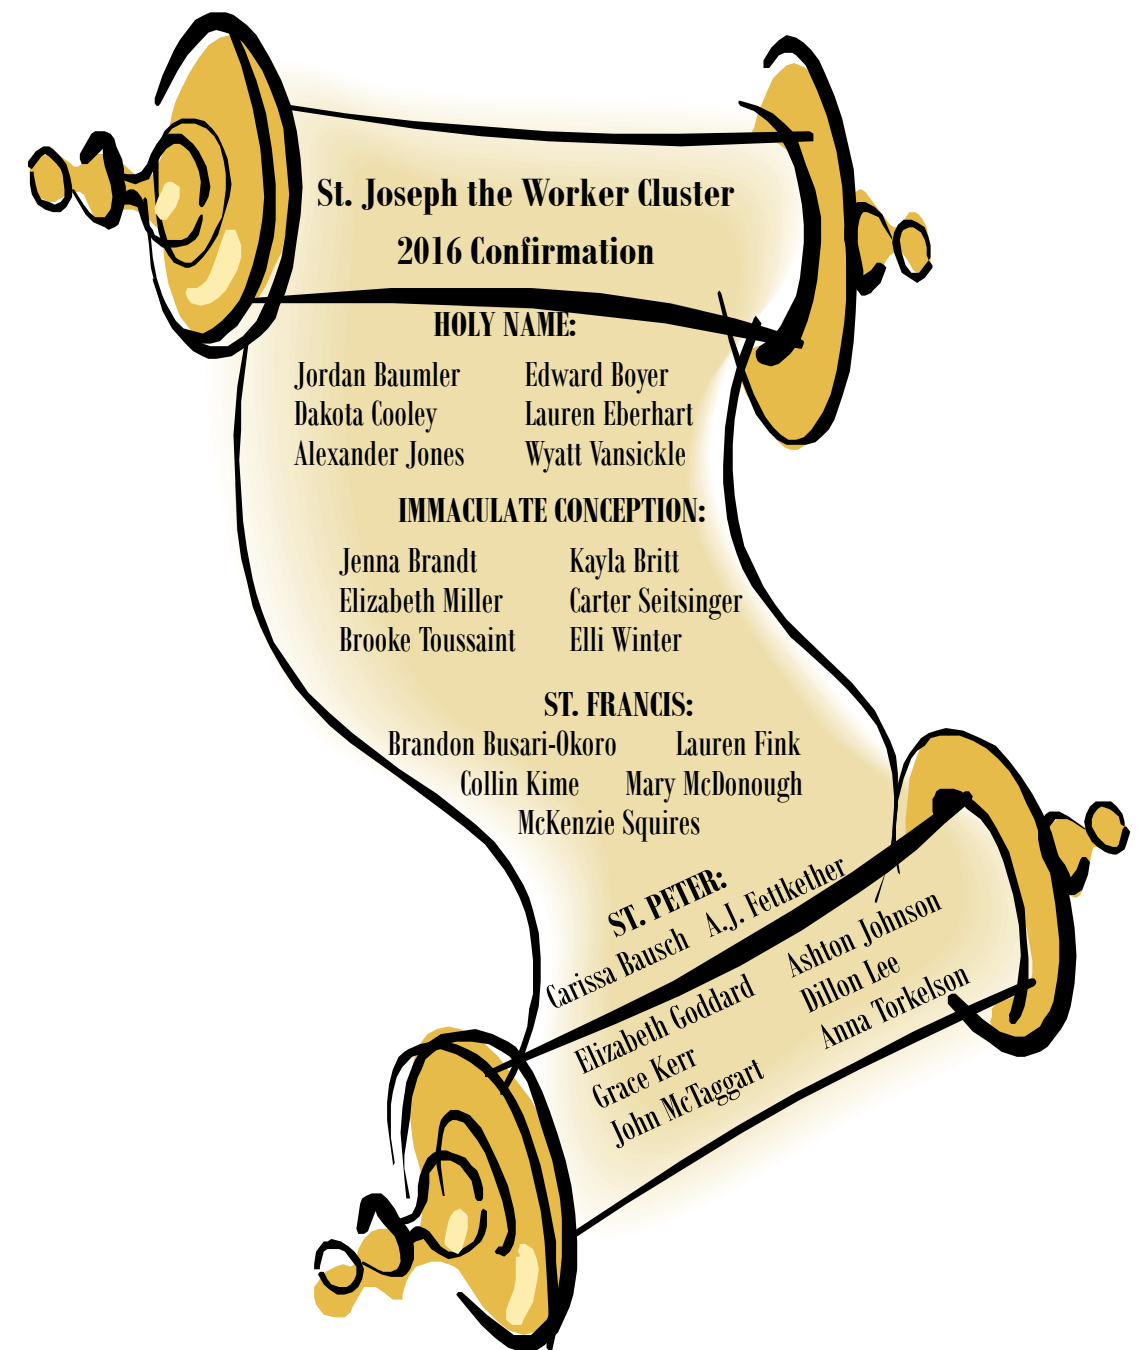 St. Joseph the Worker Cluster
2016 Confirmation
HOLY NAME:
Jordan Baumler Edward Boyer
Dakota Cooley Lauren Eberhart
Alexander Jones Wyatt Vansickle
IMMACULATE CONCEPTION:
Jenna Brandt Kayla Britt
Elizabeth Miller Carter Seitsinger
Brooke Toussaint Elli Winter
ST. FRANCIS:
Brandon Busari-Okoro Lauren Fink
Collin Kime Mary McDonough
McKenzie Squires
ST. PETER:
Carissa Bausch A.J. Fettkether
Elizabeth Goddard Ashton Johnson
Grace Kerr Dillon Lee
John McTaggart Anna Torkelson